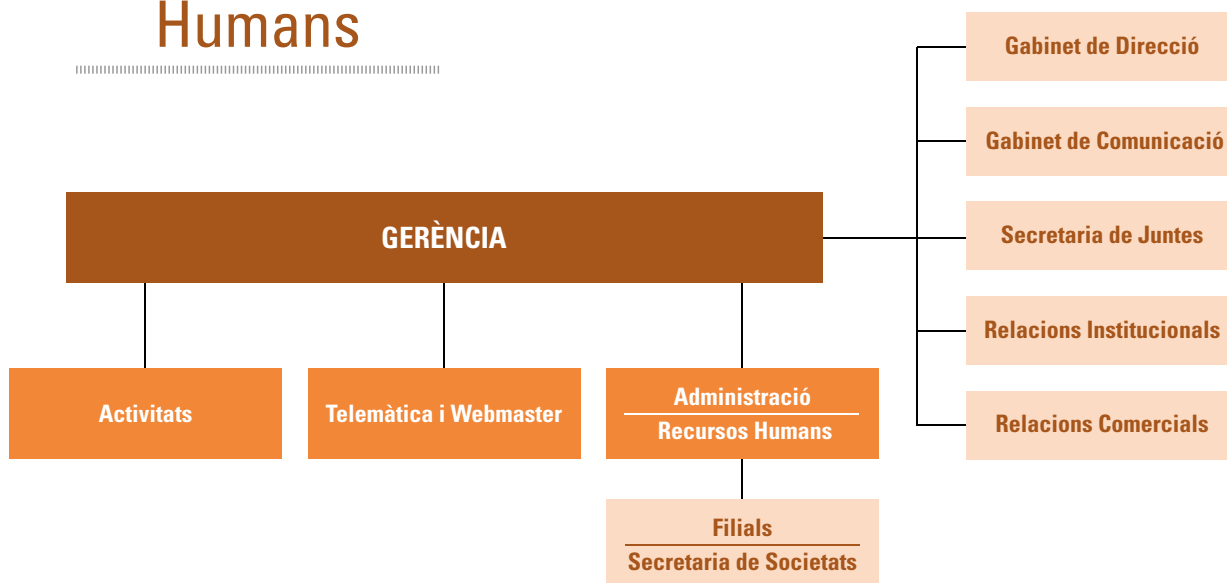 Humans
Gabinet de Direcció
Gabinet de Comunicació
GERÈNCIA
Secretaria de Juntes
Relacions Institucionals
Relacions Comercials
Activitats
Telemàtica i Webmaster
Administració
Recursos Humans
Filials
Secretaria de Societats